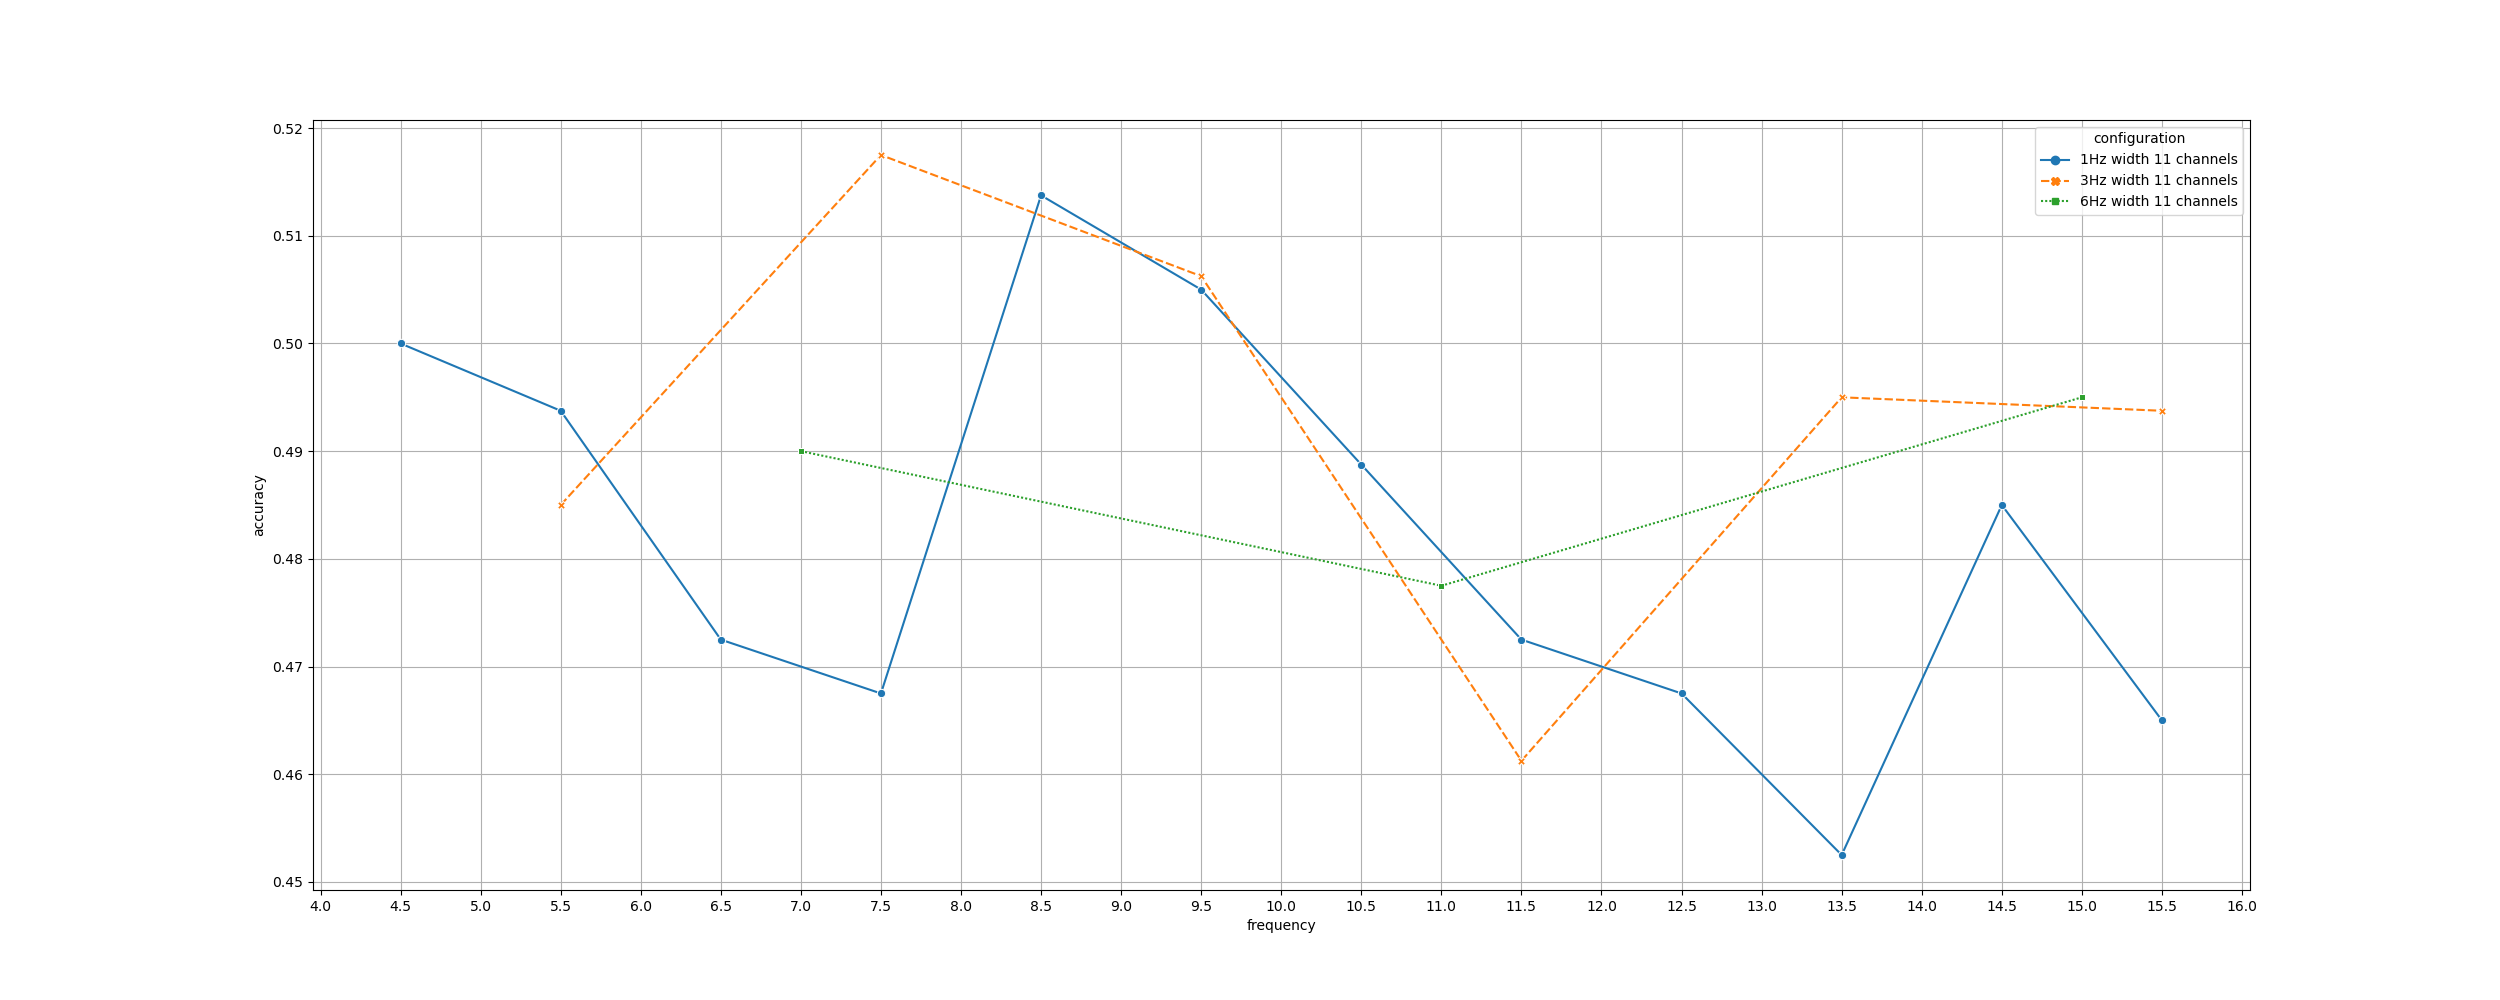 0.52
0.51
0.50
0.49
0.48
0.47
0.46
0.45
accuracy
configuration
1Hz width 11 channels
3Hz width 11 channels
6Hz width 11 channels
4.0 4.5 5.0 5.5 6.0 6.5 7.0 7.5 8.0 8.5 9.0 9.5 10.0 10.5 11.0 11.5 12.0 12.5 13.0 13.5 14.0 14.5 15.0 15.5 16.0
frequency